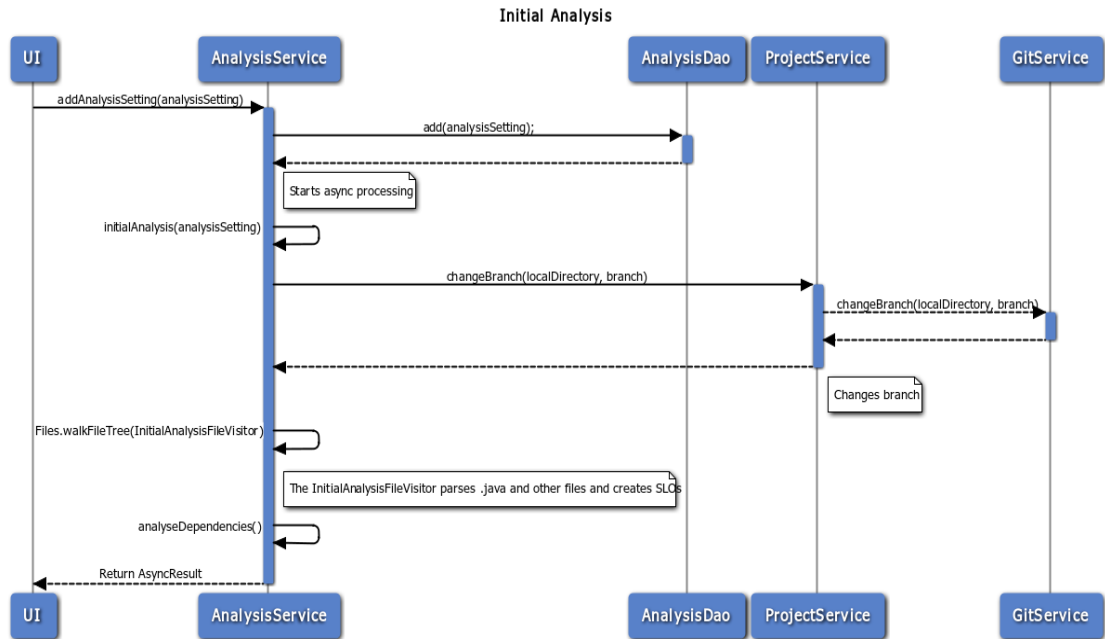 Initial Analysis
UI
AnalysisService
AnalysisDao
ProjectService
GitService
addAnalysisSetting(analysisSetting)
add(analysisSetting);
Starts async processing
initialAnalysis(analysisSetting)
changeBranch(localDirectory, branch)
changeBranch(localDirectory, branch)
Changes branch
Files.walkFileTree(InitialAnalysisFileVisitor)
The InitialAnalysisFileVisitor parses .java and other files and creates SLOs
analyseDependencies()
Return AsyncResult
UI
AnalysisService
AnalysisDao
ProjectService
GitService